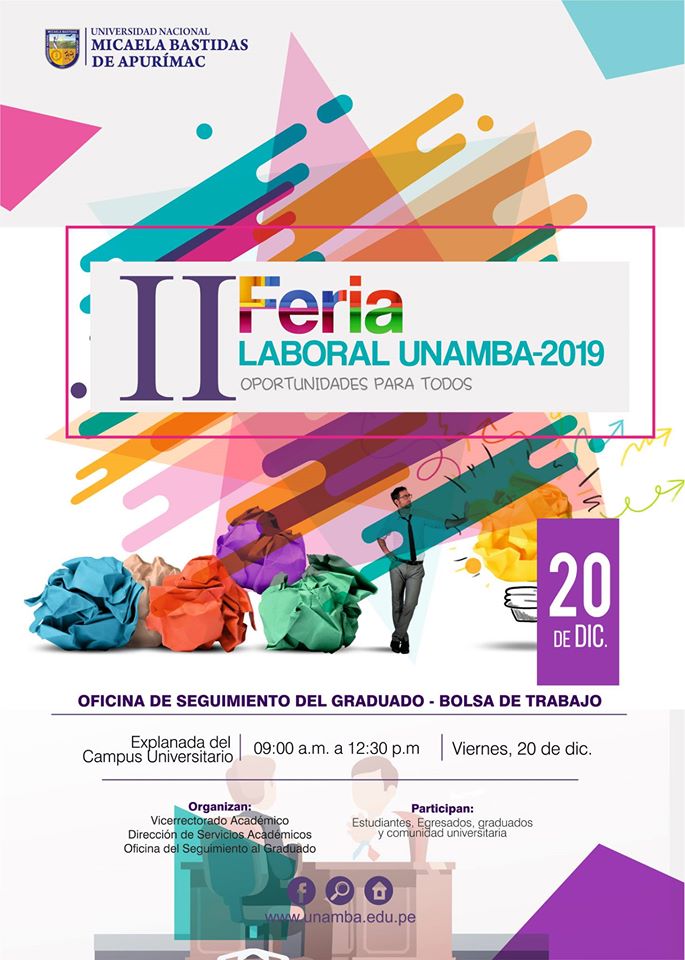 UNIVERSIDAD NACIONAL
MICAELA BASTIDAS
DE APURÍMAC
II Feria
LABORAL UNAMBA-2019
OPORTUNIDADES PARA TODOS
20
DE DIC.
OFICINA DE SEGUIMIENTO DEL GRADUADO - BOLSA DE TRABAJO
Explanada del
Campus Universitario
09:00 a.m. a 12:30 p.m
Viernes, 20 de dic.
Organizan:
Vicerrectorado Académico
Dirección de Servicios Académicos
Oficina del Seguimiento al Graduado
Participan:
Estudiantes, Egresados, graduados
y comunidad universitaria
www.unamba.edu.pe